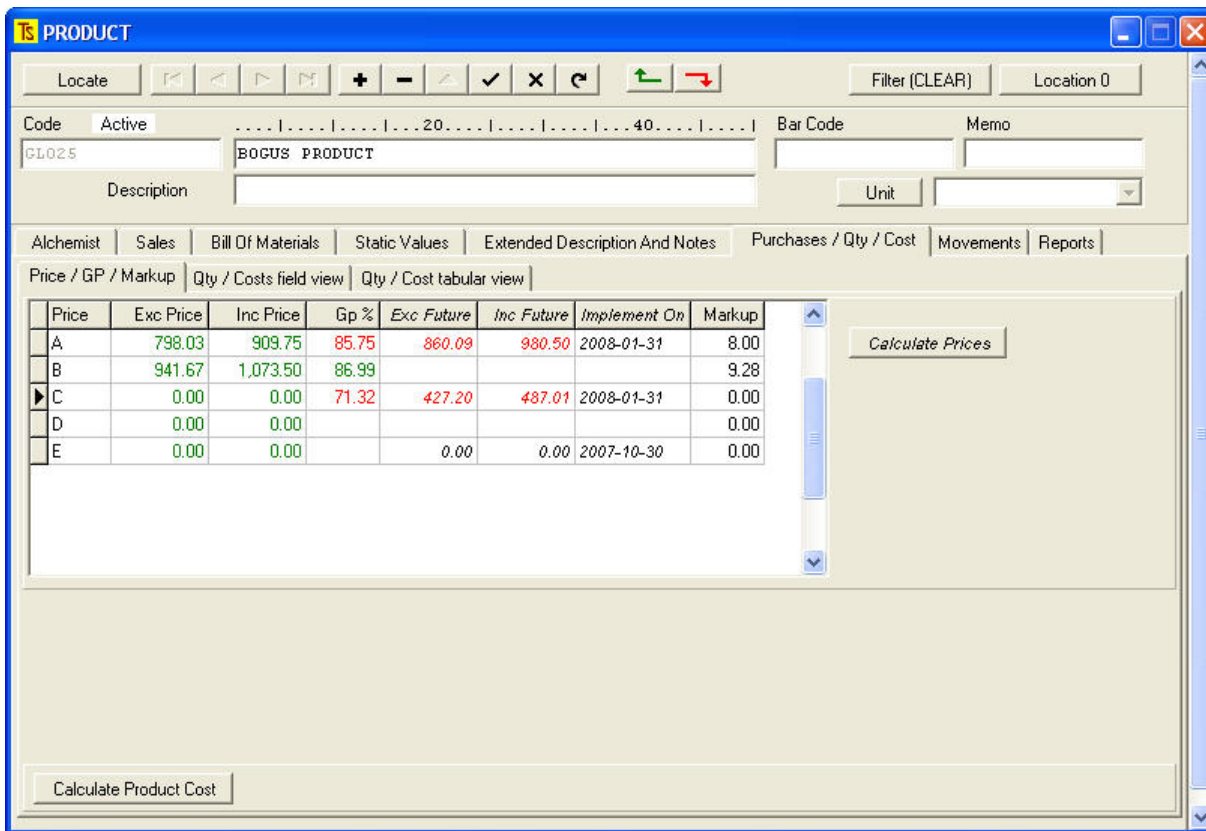 TS PRODUCT
Locate Filter (CLEAR) Location 0
Code Active ....|....|....|...20....|....|....|...40....|....| Bar Code Memo
GL025 BOGUS PRODUCT
Description Unit
Alchemist Sales Bill Of Materials Static Values Extended Description And Notes Purchases / Qty / Cost Movements Reports
Price / GP / Markup Qty / Costs field view Qty / Cost tabular view
Price Exc Price Inc Price Gp % Exc Future Inc Future Implement On Markup
A 798.03 909.75 85.75 860.09 980.50 2008-01-31 8.00 Calculate Prices
B 941.67 1,073.50 86.99 9.28
C 0.00 0.00 71.32 427.20 487.01 2008-01-31 0.00
D 0.00 0.00 0.00
E 0.00 0.00 0.00 0.00 2007-10-30 0.00
Calculate Product Cost